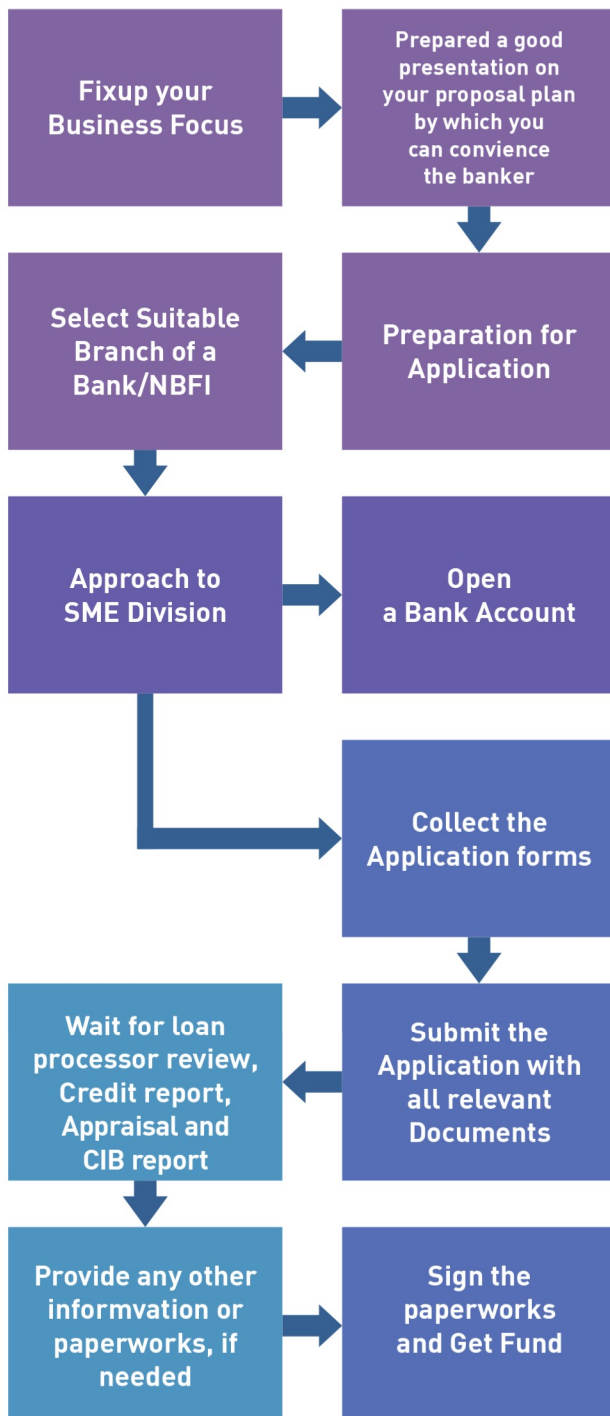 Fixup your
Business Focus
Prepared a good
presentation on
your proposal plan
by which you
can convience
the banker
Preparation for
Application
Select Suitable
Branch of a
Bank/NBFI
Approach to
SME Division
Open
a Bank Account
Collect the
Application forms
Submit the
Application with
all relevant
Documents
Wait for loan
processor review,
Credit report,
Appraisal and
CIB report
Provide any other
informvation or
paperworks, if
needed
Sign the
paperworks
and Get Fund